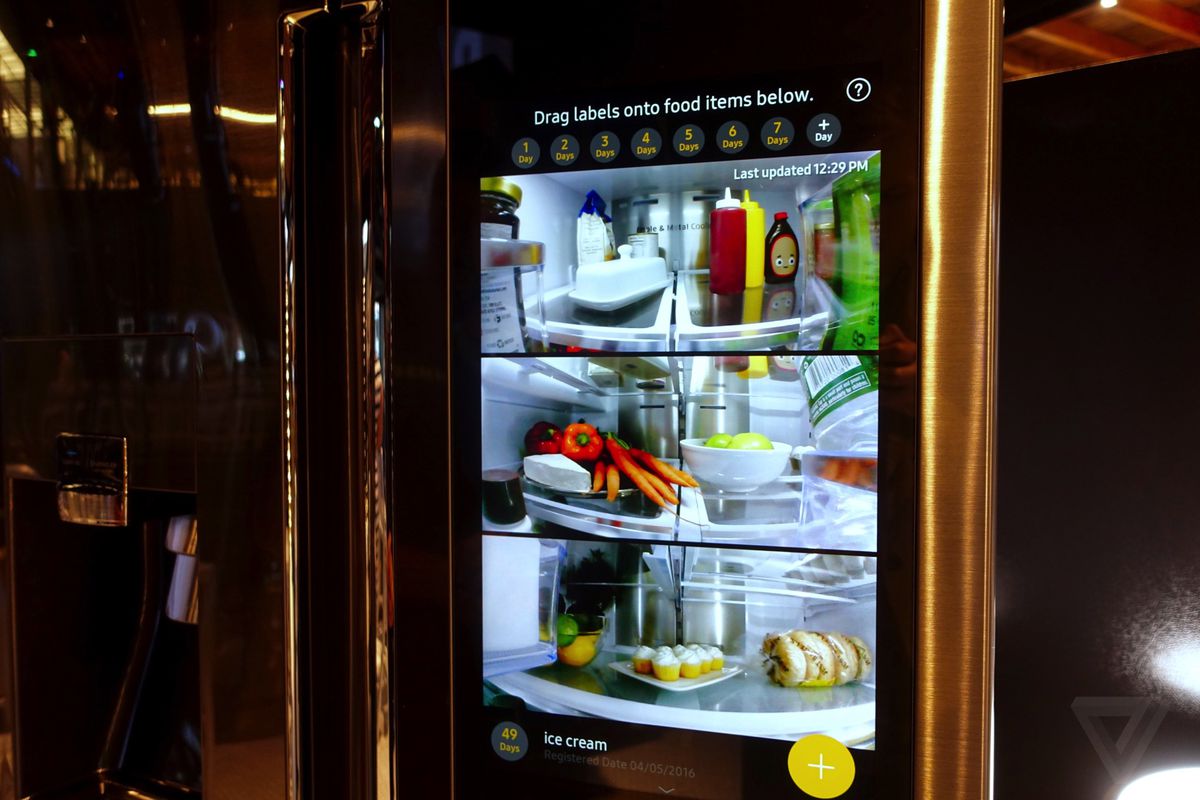 Drag labels onto food items below.
?
1 Day
2 Days
3 Days
4 Days
5 Days
6 Days
7 Days
+ Day
Last updated 12:29 PM
& Metal
49 Days
ice cream
Registered Date 04/05/2016
+